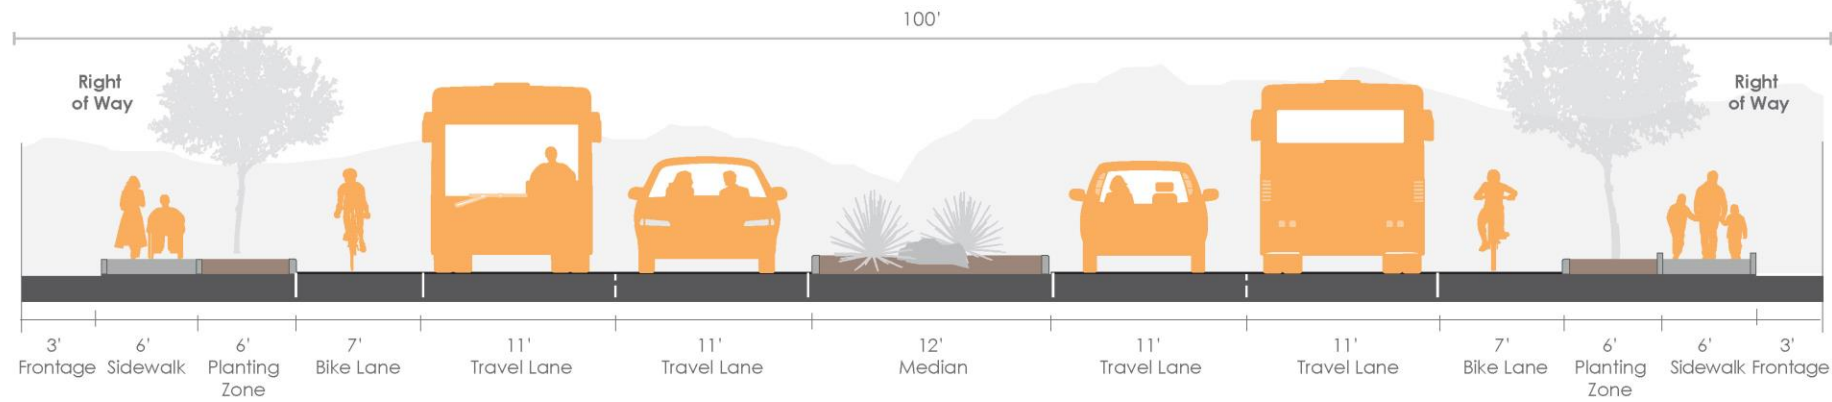 100'
Right
of Way
Right
of Way
3'
Frontage
6'
Sidewalk
6'
Planting
Zone
7'
Bike Lane
11'
Travel Lane
11'
Travel Lane
12'
Median
11'
Travel Lane
11'
Travel Lane
7'
Bike Lane
6'
Planting
Zone
6'
Sidewalk
3'
Frontage